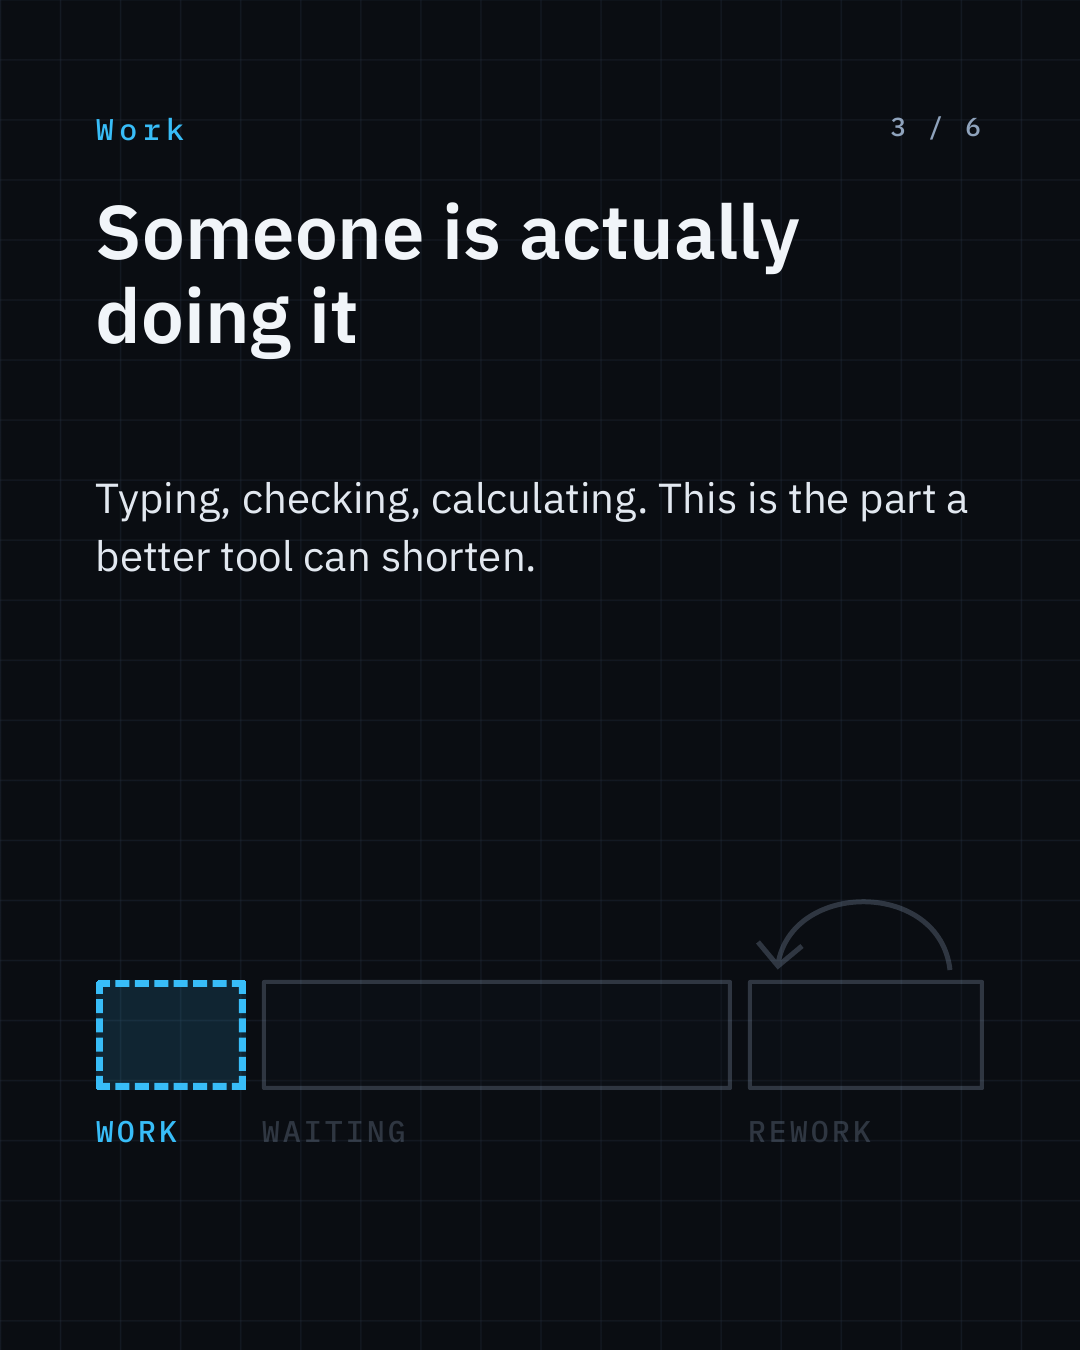 Work
3 / 6
Someone is actually
doing it
Typing, checking, calculating. This is the part a
better tool can shorten.
WORK
WAITING
REWORK